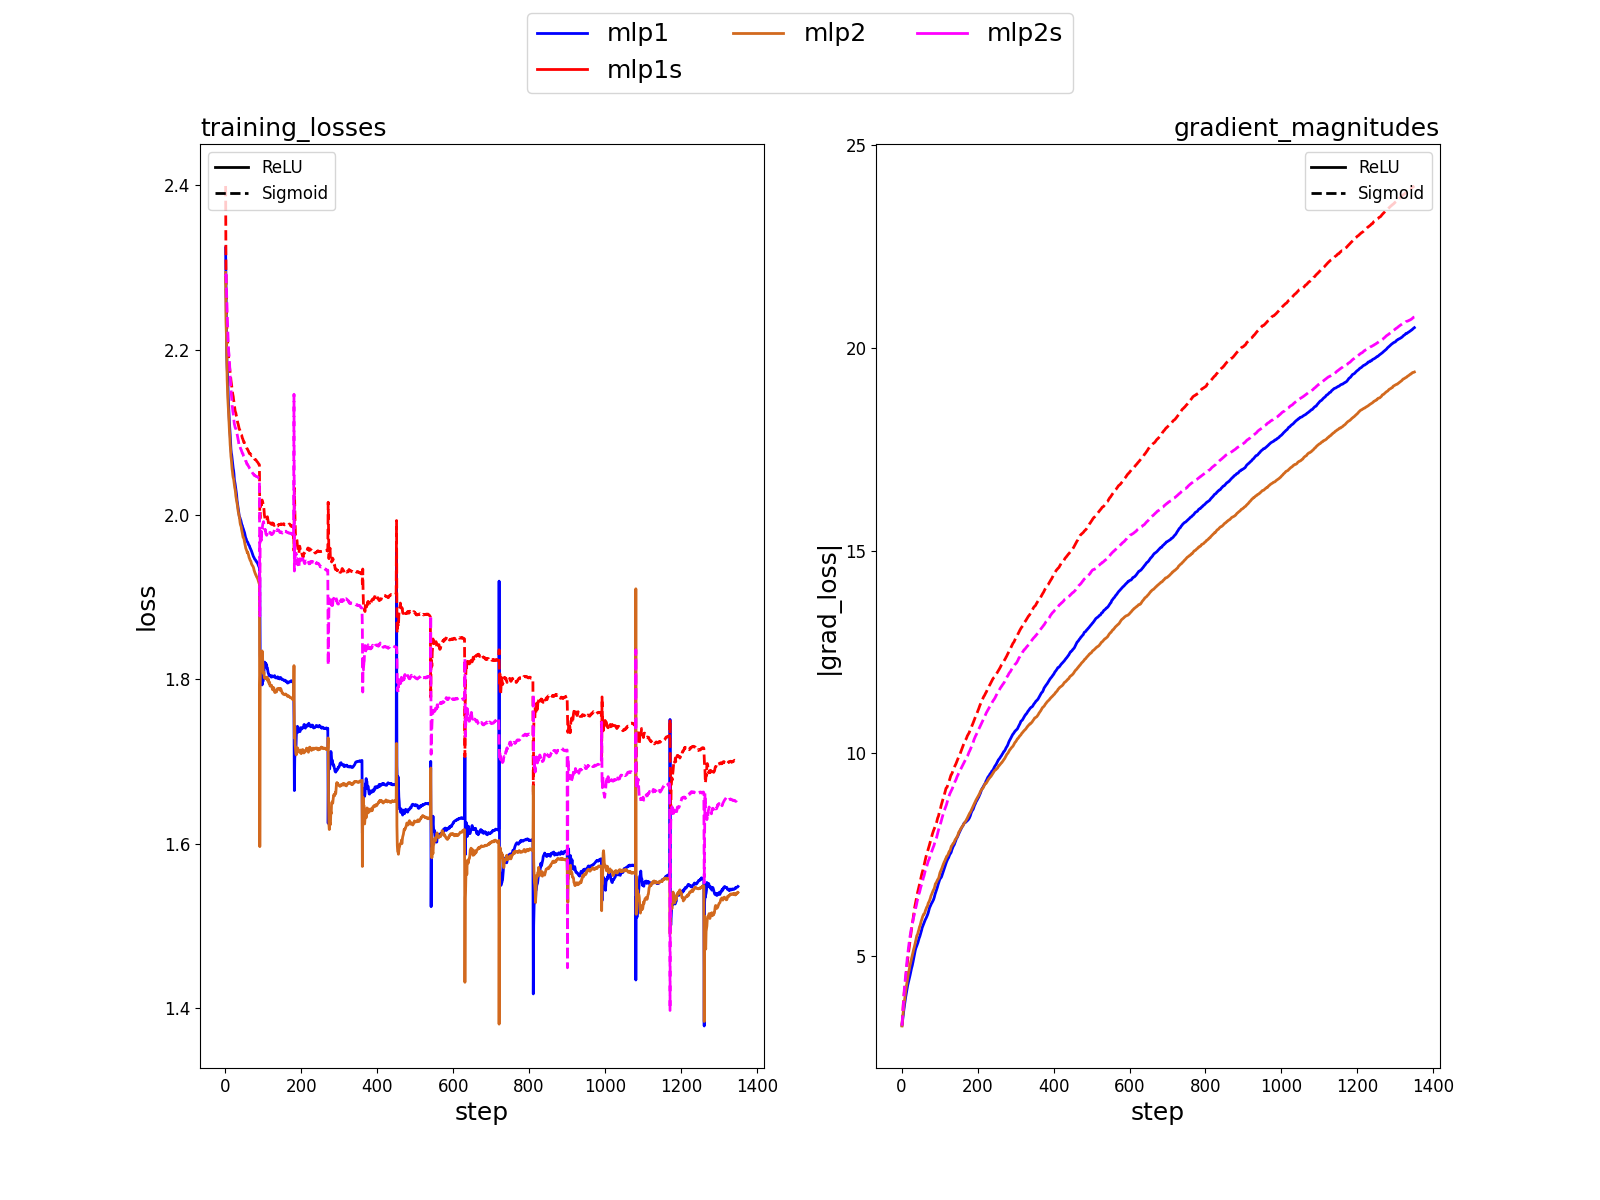 mlp1 mlp2 mlp2s
mlp1s
training_losses
ReLU
Sigmoid
2.4
2.2
2.0
1.8
1.6
1.4
loss
0 200 400 600 800 1000 1200 1400
step
gradient_magnitudes
ReLU
Sigmoid
25
20
15
10
5
|grad_loss|
0 200 400 600 800 1000 1200 1400
step